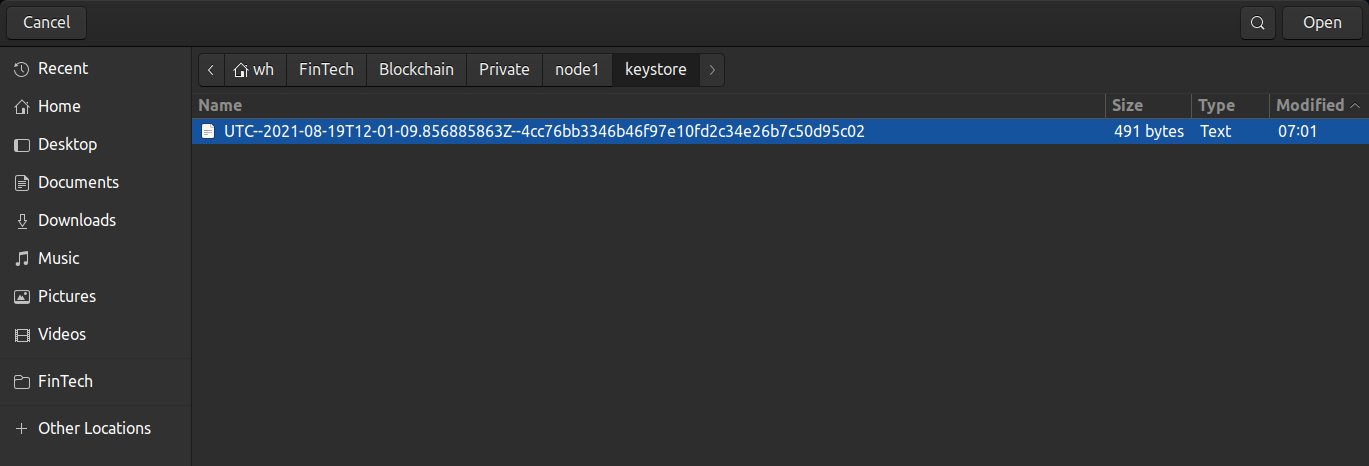 Cancel
Open
Recent
Home
Desktop
Documents
Downloads
Music
Pictures
Videos
FinTech
Other Locations
wh FinTech Blockchain Private node1 keystore
Name Size Type Modified
UTC--2021-08-19T12-01-09.856885863Z--4cc76bb3346b46f97e10fd2c34e26b7c50d95c02 491 bytes Text 07:01